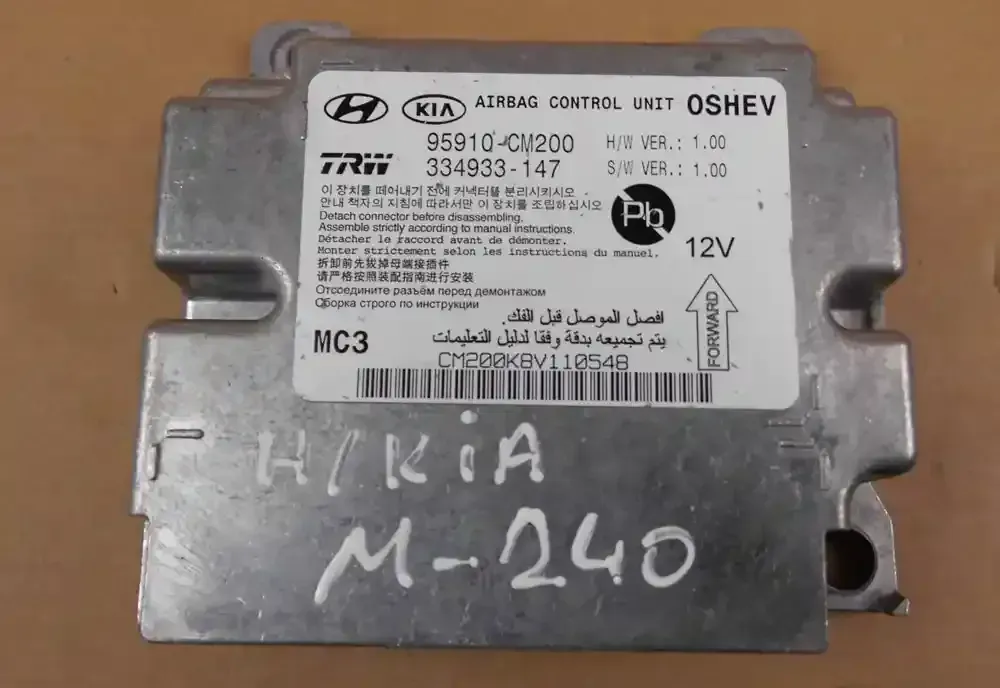 HYUNDAI KIA AIRBAG CONTROL UNIT OSHEV
95910-CM200 H/W VER.: 1.00
TRW 334933-147 S/W VER.: 1.00
이 장치를 떼어내기 전에 커넥터를 분리시키시오
안내 책자의 지침에 따라서만 이 장치를 조립하십시오
Pb
Detach connector before disassembling.
Assemble strictly according to manual instructions.
Détacher le raccord avant de démonter.
Monter strictement selon les instructions du manuel.
12V
拆卸前先拔掉母端接插件
请严格按照装配指南进行安装
Отсоедините разъём перед демонтажом
Сборка строго по инструкции
افصل الموصل قبل الفك.
يتم تجميعه بدقة وفقا لدليل التعليمات
FORWARD
MC3
CM200K8V110548
H/KiA
M-240